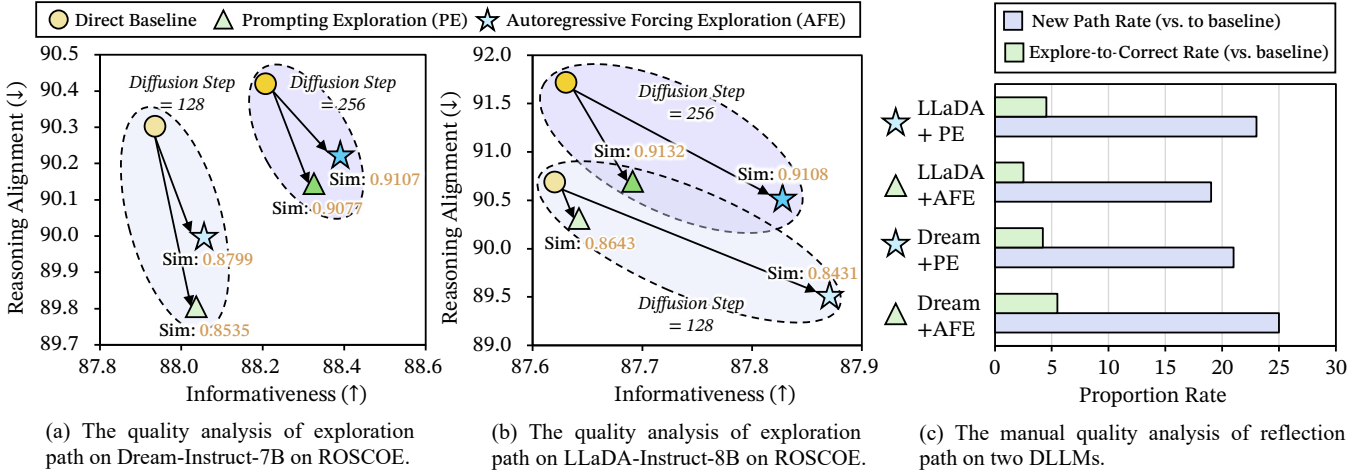 Direct Baseline
Prompting Exploration (PE)
Autoregressive Forcing Exploration (AFE)
Reasoning Alignment (↓)
90.5
90.4
90.3
90.2
90.1
90.0
89.9
89.8
89.7
87.8
88.0
88.2
88.4
88.6
Informativeness (↑)
Diffusion Step
= 128
Diffusion Step
= 256
Sim: 0.9107
Sim: 0.9077
Sim: 0.8799
Sim: 0.8535
(a) The quality analysis of exploration
path on Dream-Instruct-7B on ROSCOE.
Reasoning Alignment (↓)
92.0
91.5
91.0
90.5
90.0
89.5
89.0
87.6
87.7
87.8
87.9
Informativeness (↑)
Diffusion Step
= 256
Sim: 0.9132
Sim: 0.9108
Sim: 0.8643
Sim: 0.8431
Diffusion Step
= 128
(b) The quality analysis of exploration
path on LLaDA-Instruct-8B on ROSCOE.
New Path Rate (vs. to baseline)
Explore-to-Correct Rate (vs. baseline)
LLaDA
+ PE
LLaDA
+AFE
Dream
+PE
Dream
+AFE
0
5
10
15
20
25
30
Proportion Rate
(c) The manual quality analysis of reflection
path on two DLLMs.